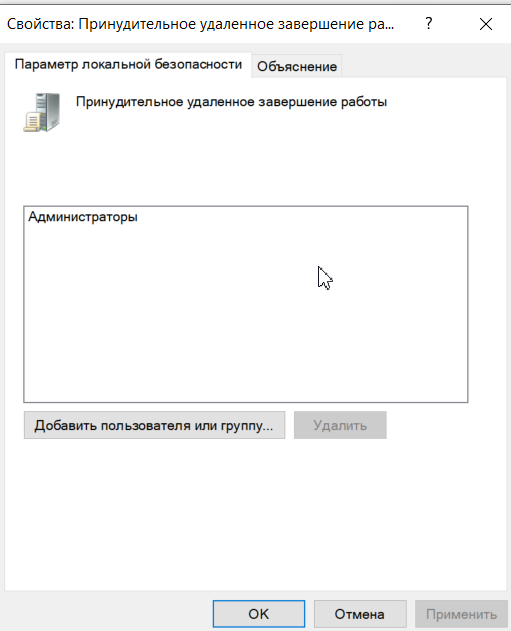 Свойства: Принудительное удаленное завершение ра...
?
Параметр локальной безопасности
Объяснение
Принудительное удаленное завершение работы
Администраторы
Добавить пользователя или группу...
Удалить
OK
Отмена
Применить